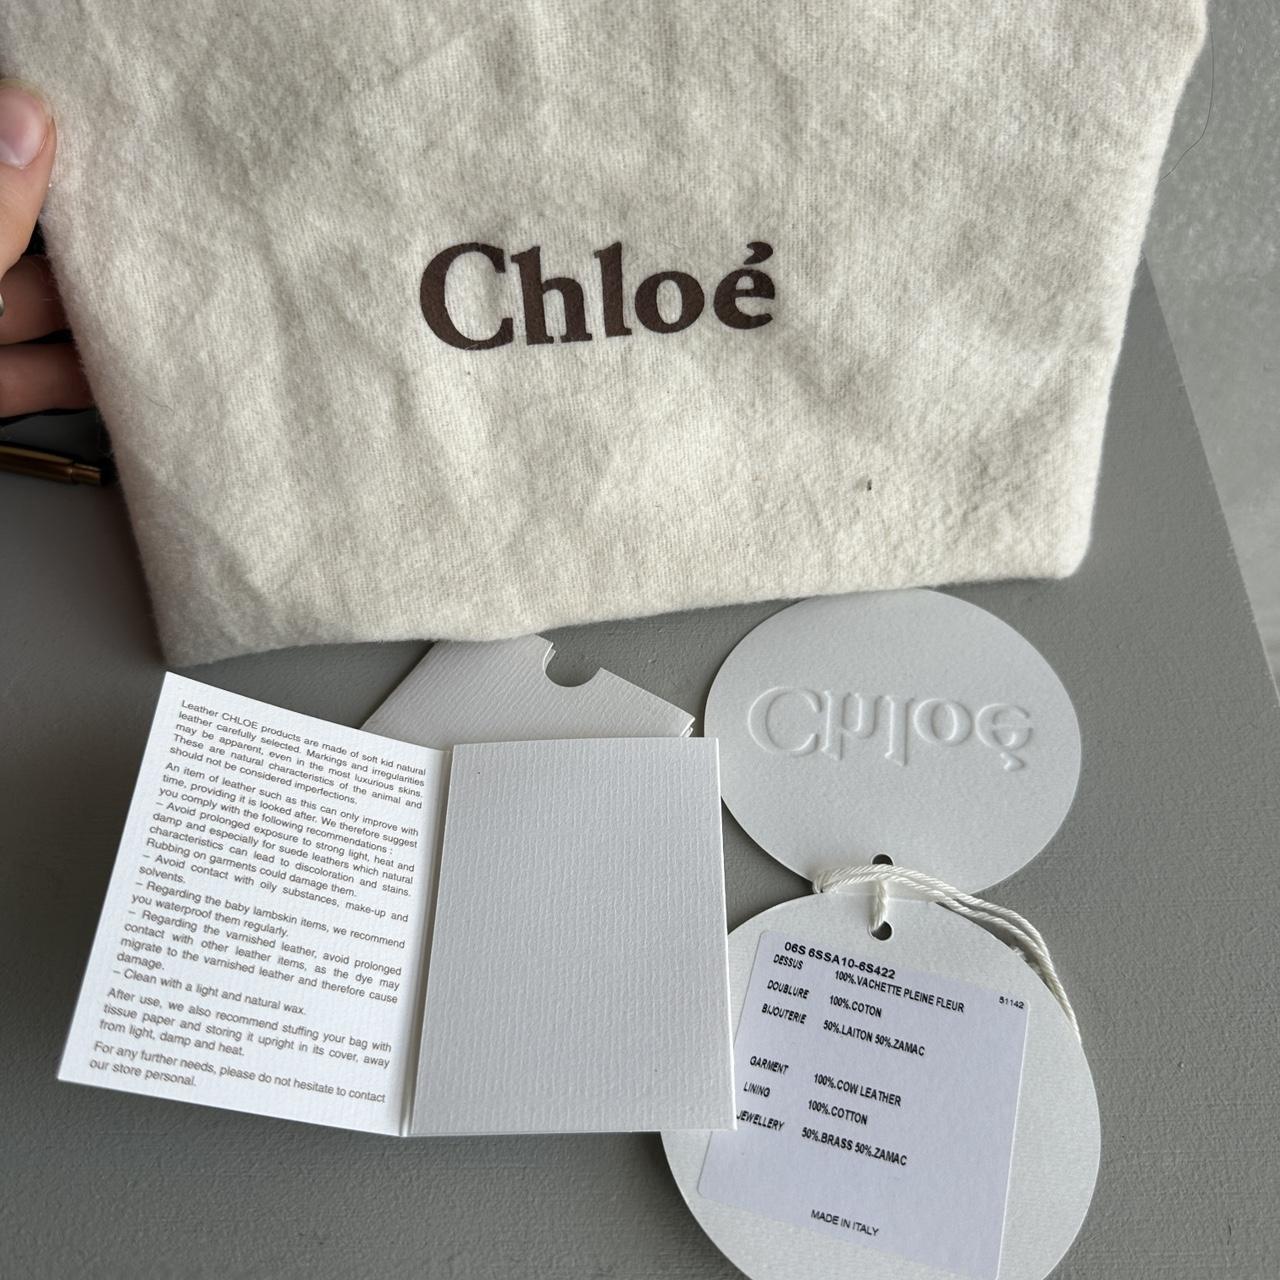 Chloé
Leather CHLOE products are made of soft kid natural
leather carefully selected. Markings and irregularities
may be apparent, even in the most luxurious skins.
These are natural characteristics of the animal and
should not be considered imperfections.
An item of leather such as this can only improve with
time, providing it is looked after. We therefore suggest
you comply with the following recommendations :
– Avoid prolonged exposure to strong light, heat and
damp and especially for suede leathers which natural
characteristics can lead to discoloration and stains.
Rubbing on garments could damage them.
– Avoid contact with oily substances, make-up and
solvents.
– Regarding the baby lambskin items, we recommend
you waterproof them regularly.
– Regarding the varnished leather, avoid prolonged
contact with other leather items, as the dye may
migrate to the varnished leather and therefore cause
damage.
– Clean with a light and natural wax.
After use, we also recommend stuffing your bag with
tissue paper and storing it upright in its cover, away
from light, damp and heat.
For any further needs, please do not hesitate to contact
our store personal.
Chloé
06S 6SSA10-6S422
DESSUS 100%.VACHETTE PLEINE FLEUR 51142
DOUBLURE 100%.COTON
BIJOUTERIE 50%.LAITON 50%.ZAMAC
GARMENT 100%.COW LEATHER
LINING 100%.COTTON
JEWELLERY 50%.BRASS 50%.ZAMAC
MADE IN ITALY